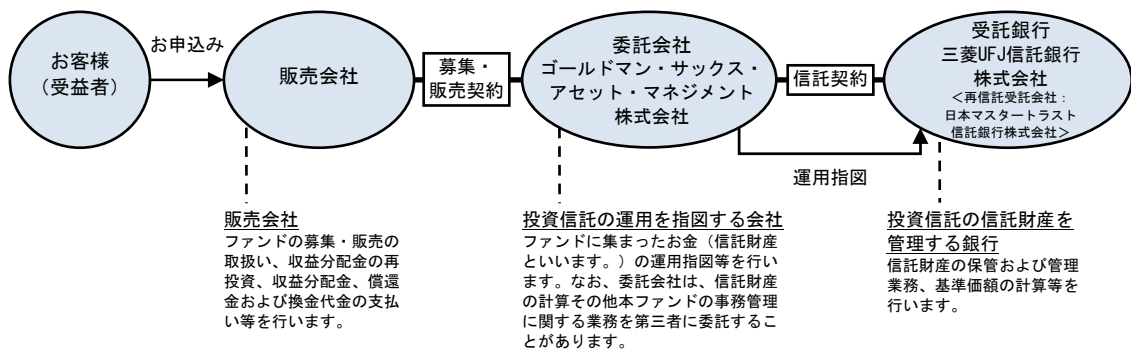 お客様
（受益者）
お申込み
販売会社
募集・
販売契約
委託会社
ゴールドマン・サックス・
アセット・マネジメント
株式会社
信託契約
受託銀行
三菱UFJ信託銀行
株式会社
＜再信託受託会社：
日本マスタートラスト
信託銀行株式会社＞
運用指図
販売会社
ファンドの募集・販売の
取扱い、収益分配金の再
投資、収益分配金、償還
金および換金代金の支払
い等を行います。
投資信託の運用を指図する会社
ファンドに集まったお金（信託財産
といいます。）の運用指図等を行い
ます。なお、委託会社は、信託財産
の計算その他本ファンドの事務管理
に関する業務を第三者に委託するこ
とがあります。
投資信託の信託財産を
管理する銀行
信託財産の保管および管理
業務、基準価額の計算等を
行います。